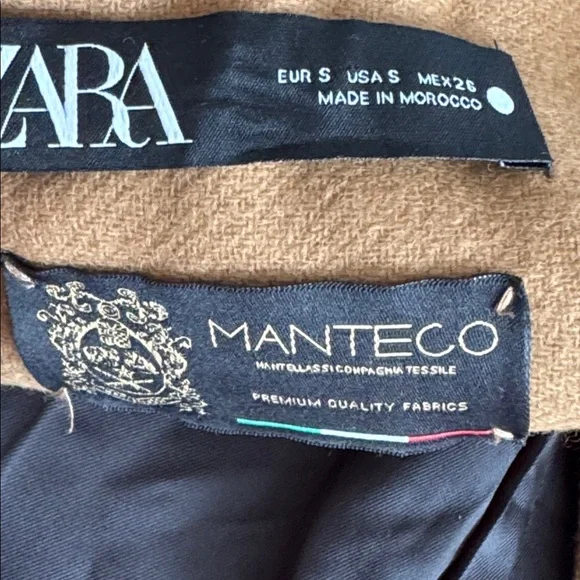 ZARA
EUR S USA S MEX 26
MADE IN MOROCCO
MANTECO
MANTELLASSI COMPAGNIA TESSILE
PREMIUM QUALITY FABRICS